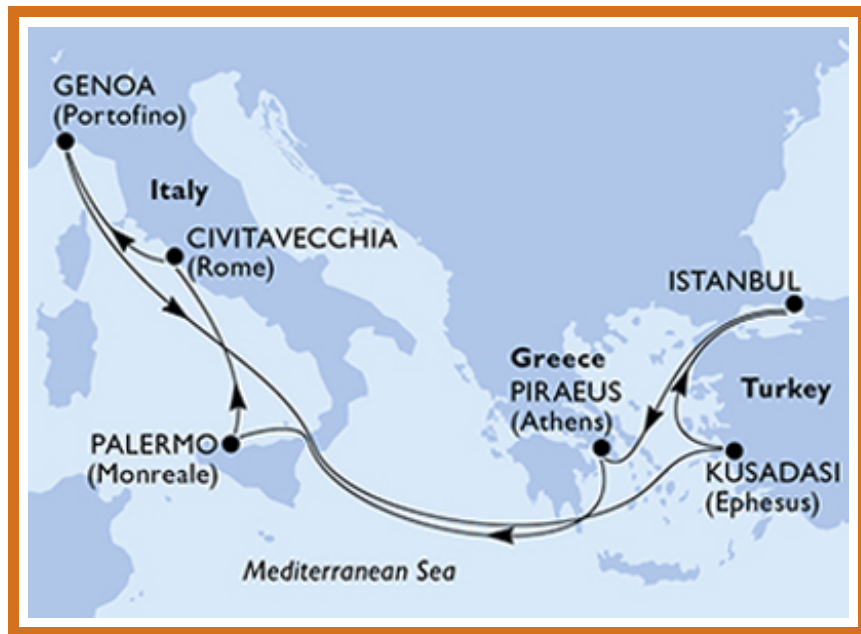 GENOA
(Portofino)
Italy
CIVITAVECCHIA
(Rome)
ISTANBUL
Greece
PIRAEUS
(Athens)
Turkey
PALERMO
(Monreale)
KUSADASI
(Ephesus)
Mediterranean Sea